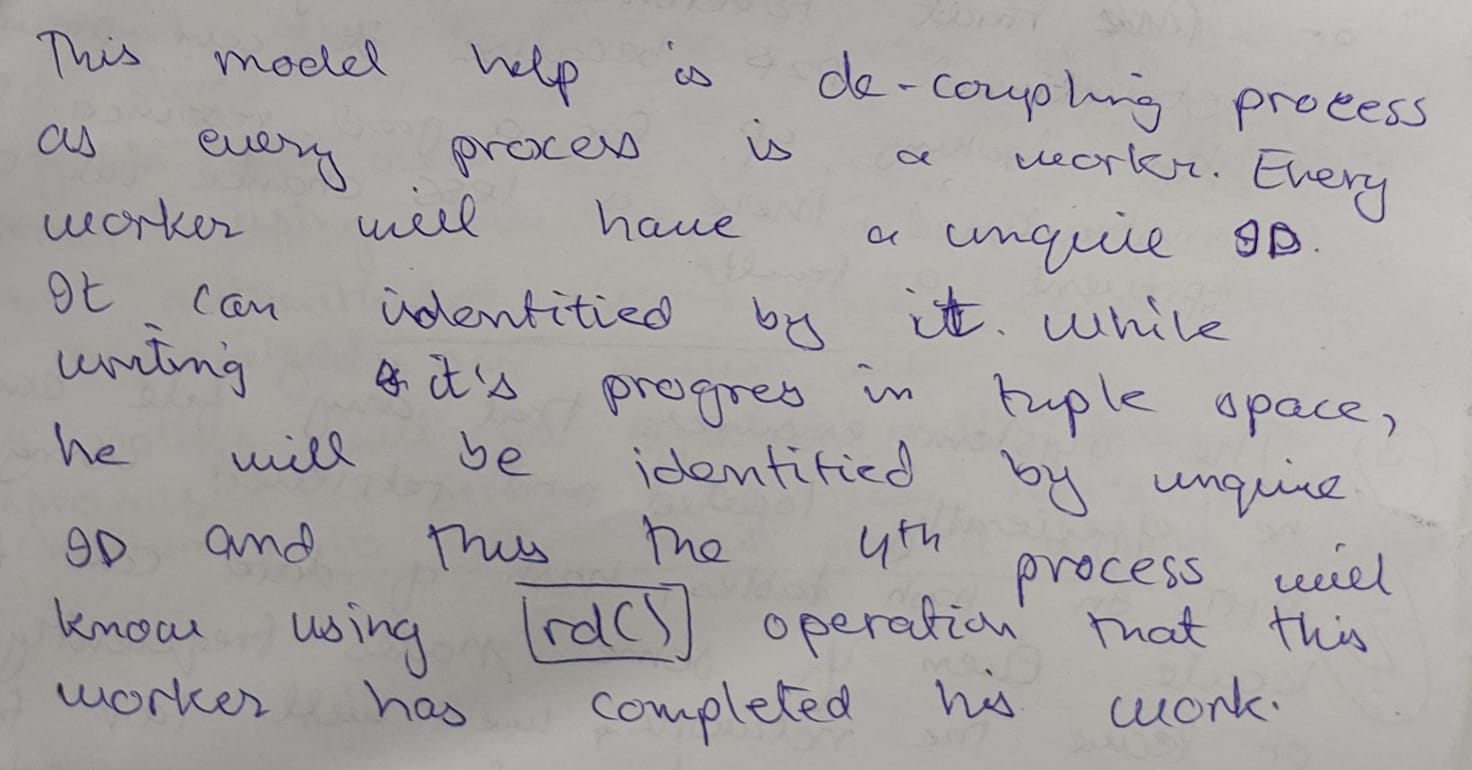 This model help is de-coupling process
as every process is a workr. Every
worker will have a unquie ID.
It can identitied by it. While
writing it's progres in tuple space,
he will be identitied by unquie
ID and thus the 4th process will
know using rd() operation that this
worker has completed his work.